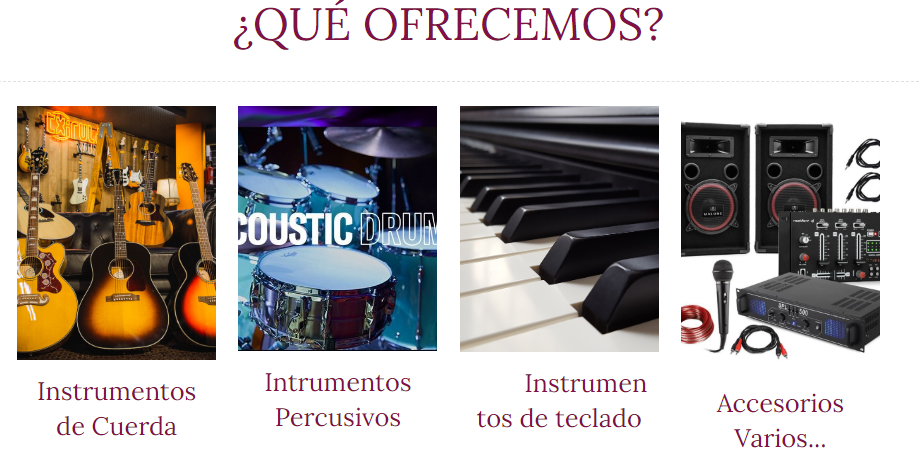 ¿QUÉ OFRECEMOS?
COUSTIC DRUM
Instrumentos
de Cuerda
Intrumentos
Percusivos
Instrumen
tos de teclado
Accesorios
Varios...